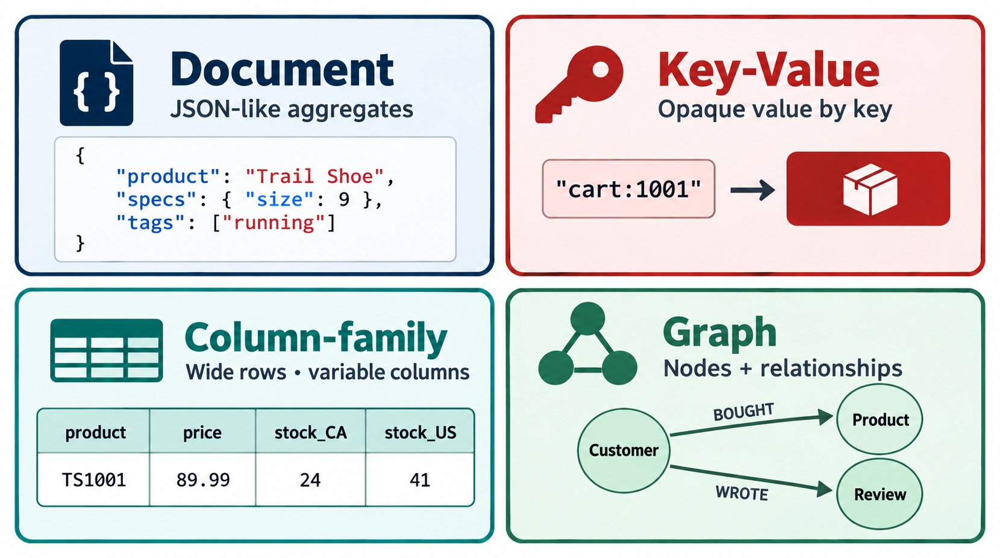 { }
Document
JSON-like aggregates
{
"product": "Trail Shoe",
"specs": { "size": 9 },
"tags": ["running"]
}
Key-Value
Opaque value by key
"cart:1001"
Column-family
Wide rows • variable columns
product price stock_CA stock_US
TS1001 89.99 24 41
Graph
Nodes + relationships
BOUGHT
Product
Customer
WROTE
Review